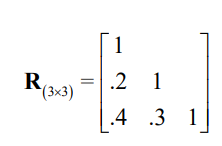 1
R(3×3) = .2 1
.4 .3 1